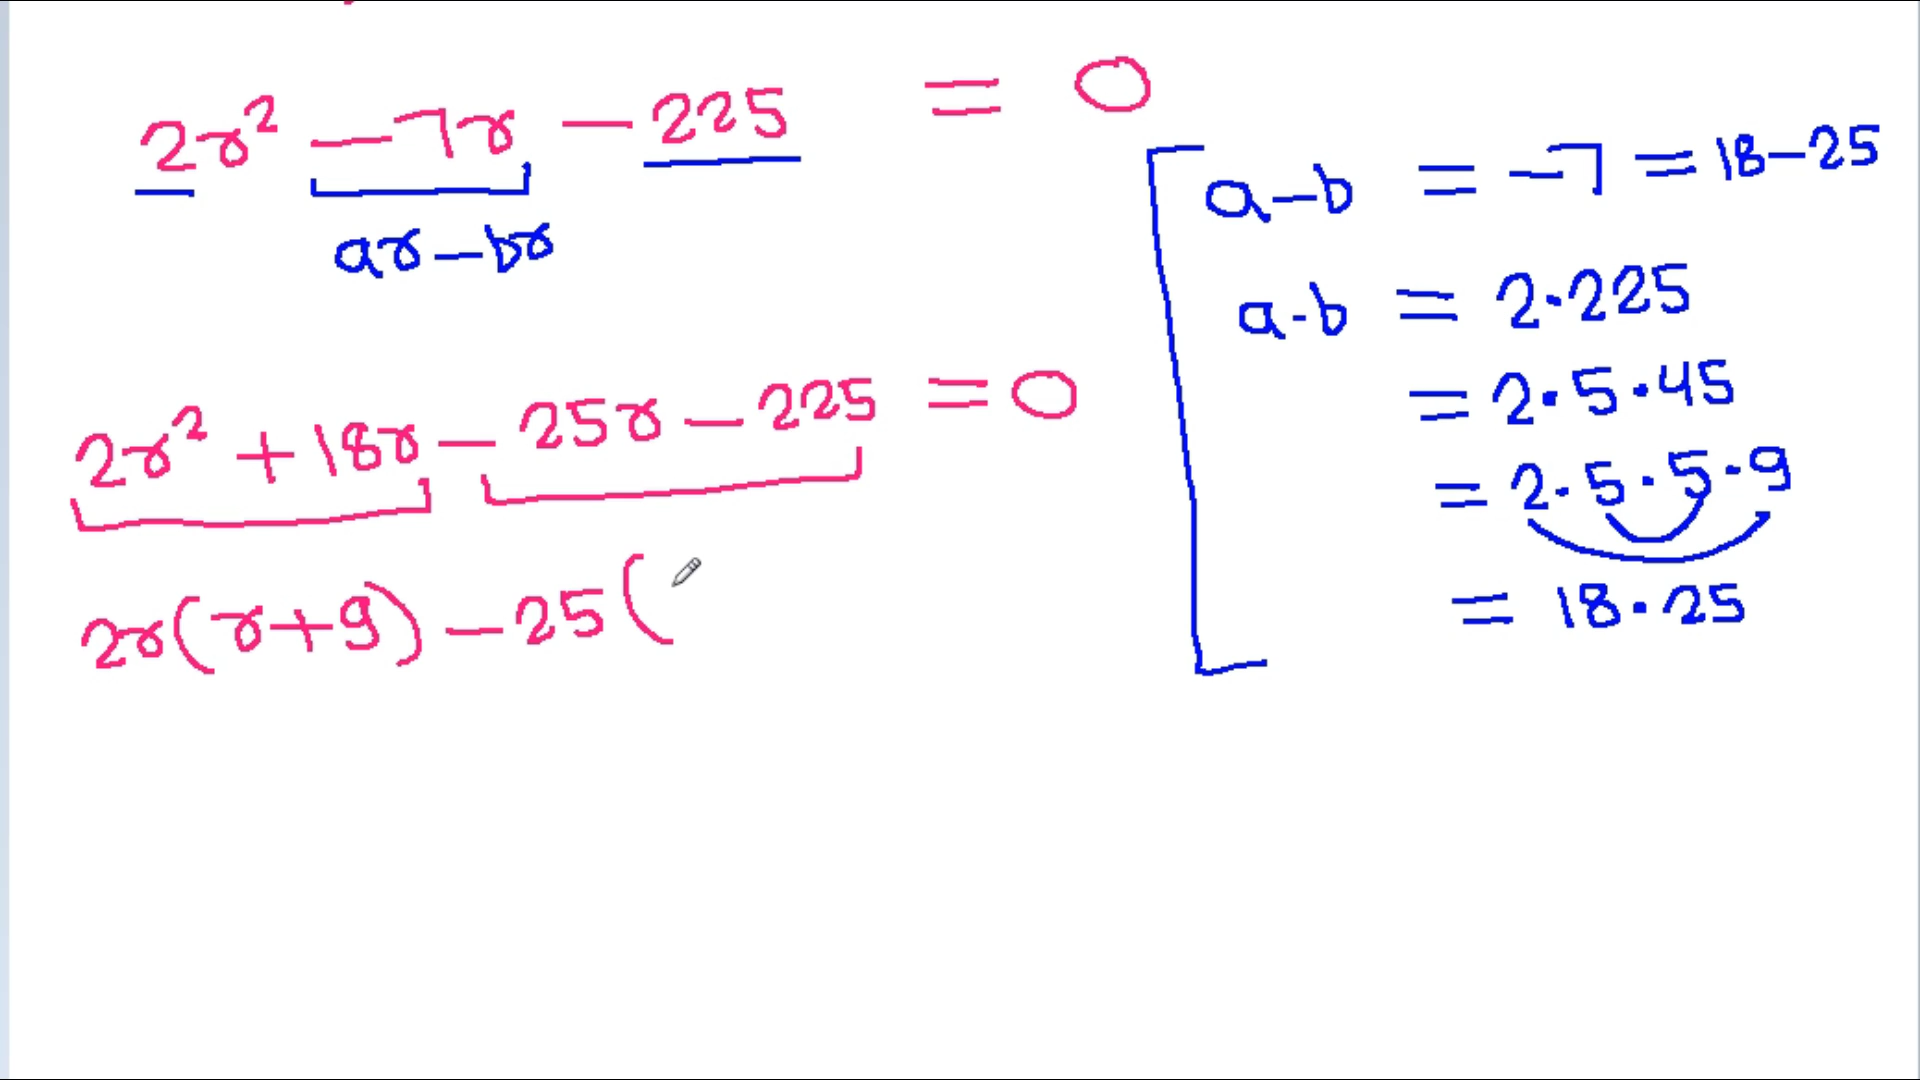 2r² - 7r - 225 = 0
ar - br
2r² + 18r - 25r - 225 = 0
2r(r+9) - 25(
a - b = -7 = 18 - 25
a·b = 2·225
= 2·5·45
= 2·5·5·9
= 18·25